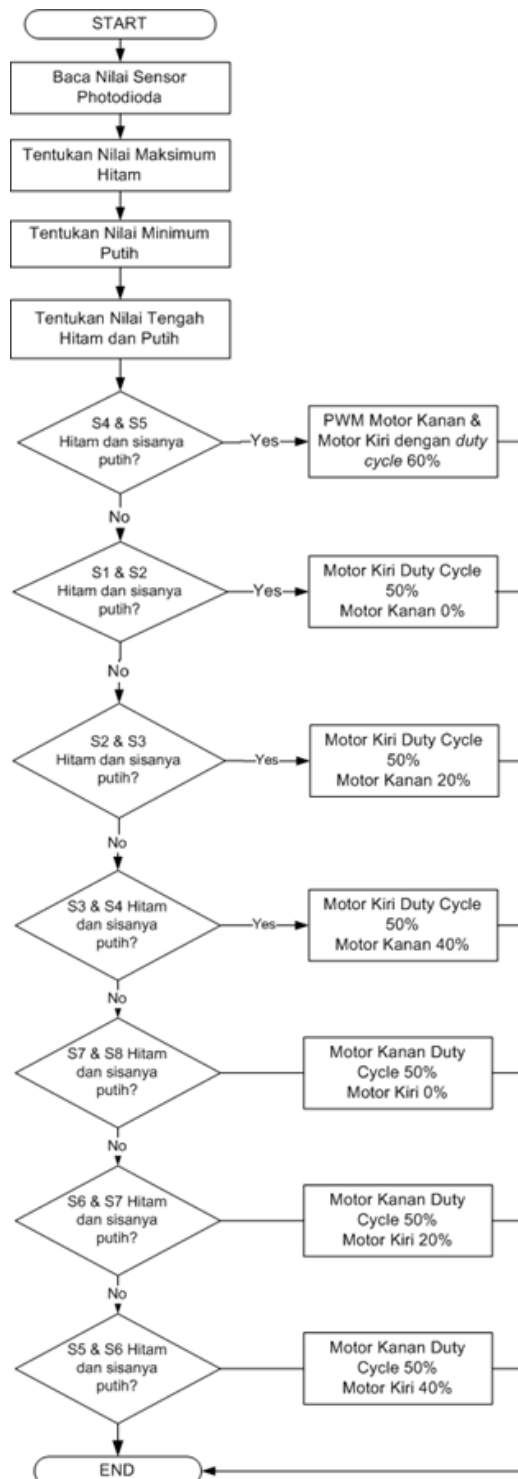 START
Baca Nilai Sensor
Photodioda
Tentukan Nilai Maksimum
Hitam
Tentukan Nilai Minimum
Putih
Tentukan Nilai Tengah
Hitam dan Putih
S4 & S5
Hitam dan sisanya
putih?
Yes
PWM Motor Kanan &
Motor Kiri dengan duty
cycle 60%
No
S1 & S2
Hitam dan sisanya
putih?
Yes
Motor Kiri Duty Cycle
50%
Motor Kanan 0%
No
S2 & S3
Hitam dan sisanya
putih?
Yes
Motor Kiri Duty Cycle
50%
Motor Kanan 20%
No
S3 & S4 Hitam
dan sisanya
putih?
Yes
Motor Kiri Duty Cycle
50%
Motor Kanan 40%
No
S7 & S8 Hitam
dan sisanya
putih?
Motor Kanan Duty
Cycle 50%
Motor Kiri 0%
No
S6 & S7 Hitam
dan sisanya
putih?
Motor Kanan Duty
Cycle 50%
Motor Kiri 20%
No
S5 & S6 Hitam
dan sisanya
putih?
Motor Kanan Duty
Cycle 50%
Motor Kiri 40%
END